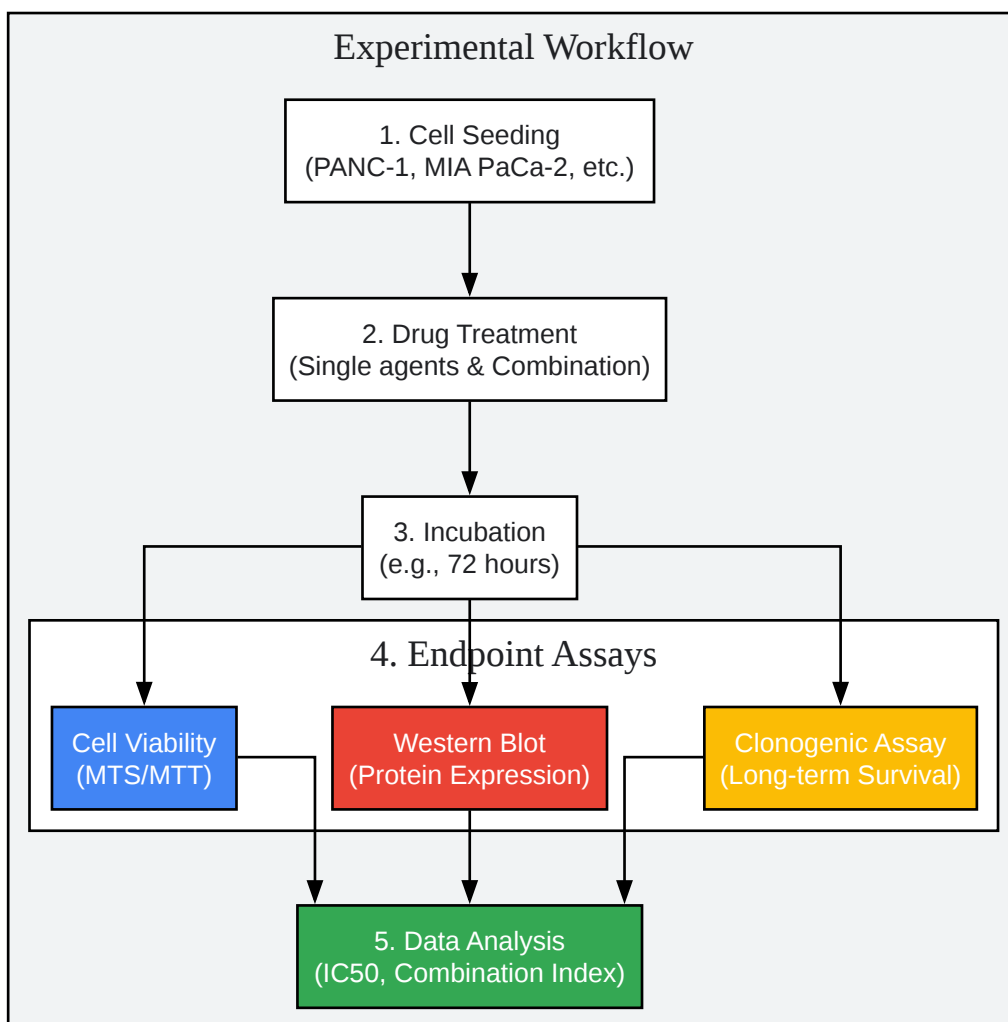 Experimental Workflow
1. Cell Seeding
(PANC-1, MIA PaCa-2, etc.)
2. Drug Treatment
(Single agents & Combination)
3. Incubation
(e.g., 72 hours)
4. Endpoint Assays
Cell Viability
(MTS/MTT)
Western Blot
(Protein Expression)
Clonogenic Assay
(Long-term Survival)
5. Data Analysis
(IC50, Combination Index)